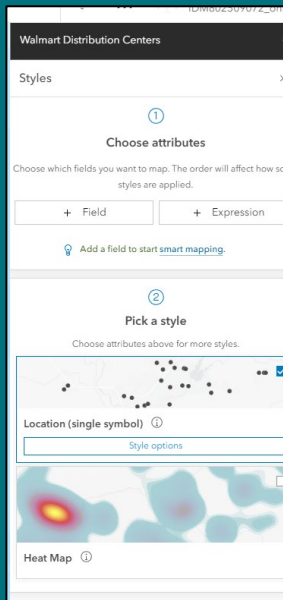 Walmart Distribution Centers
Styles
1
Choose attributes
Choose which fields you want to map. The order will affect how so
styles are applied.
+ Field
+ Expression
Add a field to start smart mapping.
2
Pick a style
Choose attributes above for more styles.
Location (single symbol)
Style options
Heat Map